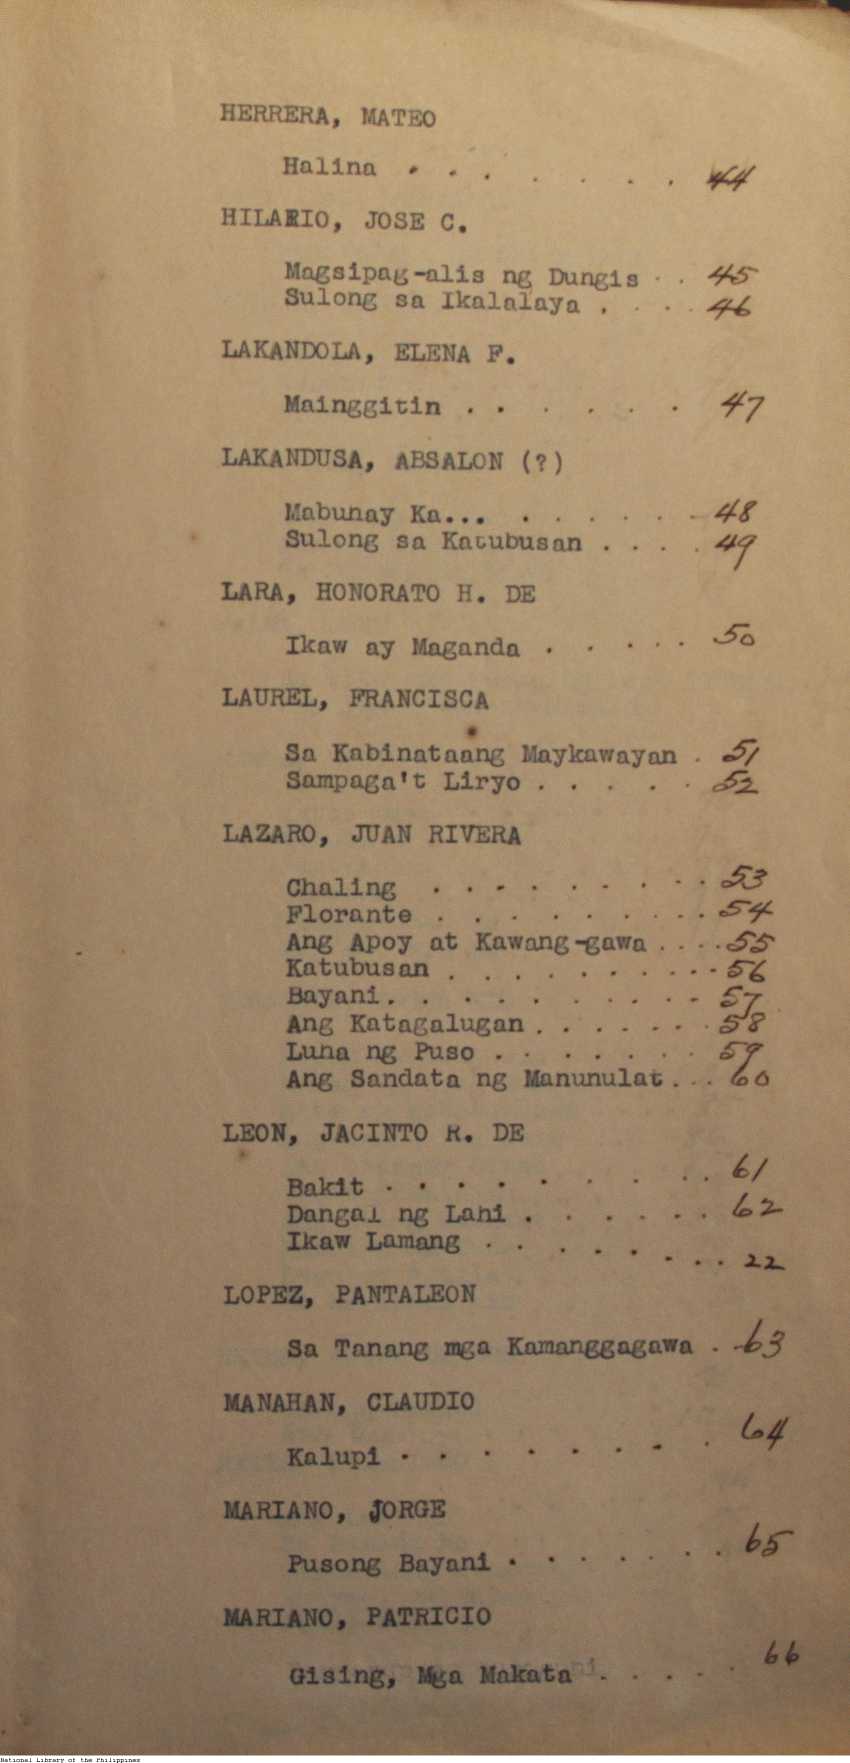 HERRERA, MATEO
Halina . . . . . . . 44
HILARIO, JOSE C.
Magsipag-alis ng Dungis . . 45
Sulong sa Ikalalaya . . . . 46
LAKANDOLA, ELENA F.
Mainggitin . . . . . . 47
LAKANDUSA, ABSALON (?)
Mabunay Ka... . . . . . . 48
Sulong sa Katubusan . . . . 49
LARA, HONORATO H. DE
Ikaw ay Maganda . . . . . 50
LAUREL, FRANCISCA
Sa Kabinataang Maykawayan . 51
Sampaga't Liryo . . . . . 52
LAZARO, JUAN RIVERA
Chaling . . . . . . . . . 53
Florante . . . . . . . . . 54
Ang Apoy at Kawang-gawa . . . . 55
Katubusan . . . . . . . . . . 56
Bayani. . . . . . . . . . 57
Ang Katagalugan . . . . . . . 58
Luha ng Puso . . . . . . . 59
Ang Sandata ng Manunulat . . . 60
LEON, JACINTO R. DE
Bakit . . . . . . . . . . 61
Dangal ng Lahi . . . . . . 62
Ikaw Lamang . . . . . . . . . 22
LOPEZ, PANTALEON
Sa Tanang mga Kamanggagawa . 63
MANAHAN, CLAUDIO
Kalupi . . . . . . . . 64
MARIANO, JORGE
Pusong Bayani . . . . . . . 65
MARIANO, PATRICIO
Gising, Mga Makata . . . . . 66
National Library of the Philippines